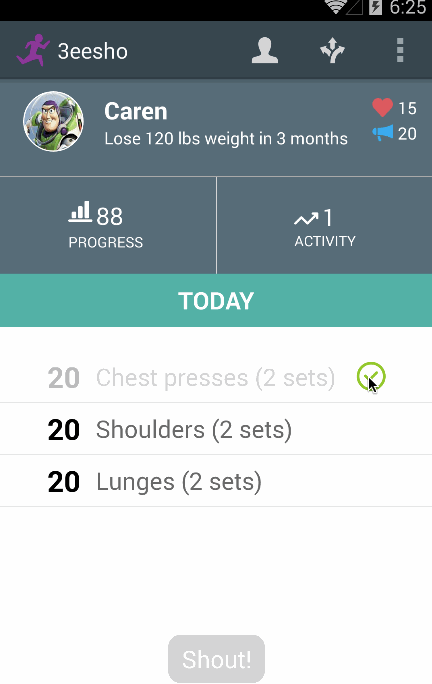 6:25
3eesho
Caren
15
Lose 120 lbs weight in 3 months
20
88
PROGRESS
1
ACTIVITY
TODAY
20 Chest presses (2 sets)
20 Shoulders (2 sets)
20 Lunges (2 sets)
Shout!